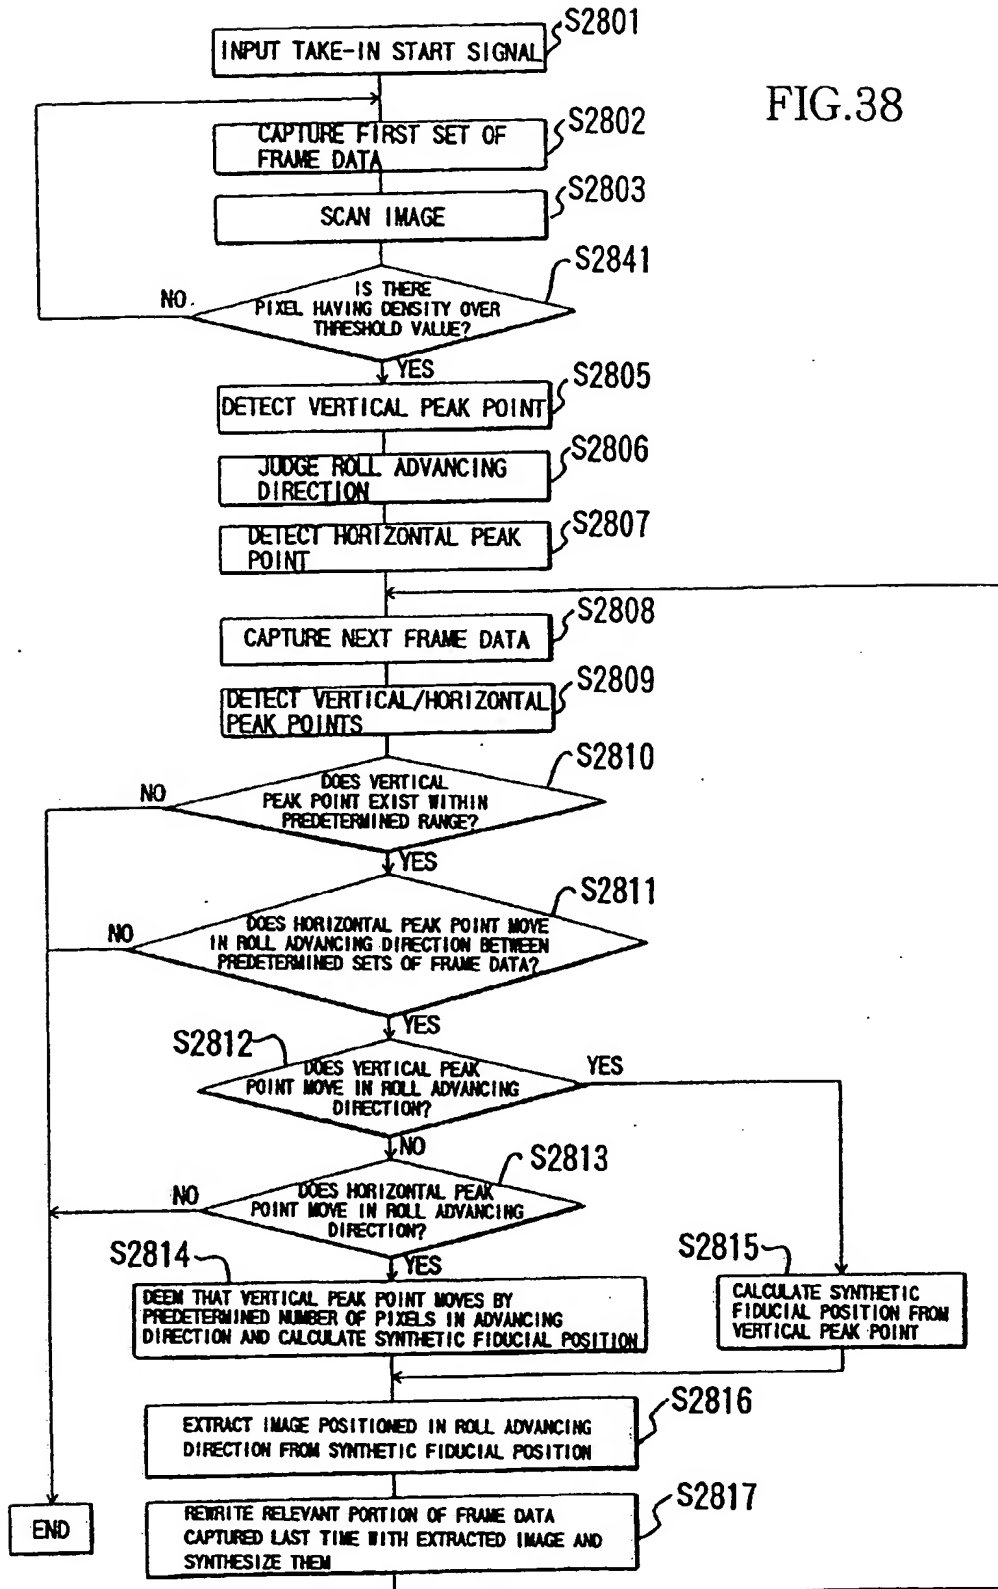 S2801
INPUT TAKE-IN START SIGNAL
FIG.38
S2802
CAPTURE FIRST SET OF
FRAME DATA
S2803
SCAN IMAGE
S2841
IS THERE
PIXEL HAVING DENSITY OVER
THRESHOLD VALUE?
NO
YES
S2805
DETECT VERTICAL PEAK POINT
S2806
JUDGE ROLL ADVANCING
DIRECTION
S2807
DETECT HORIZONTAL PEAK
POINT
S2808
CAPTURE NEXT FRAME DATA
S2809
DETECT VERTICAL/HORIZONTAL
PEAK POINTS
S2810
DOES VERTICAL
PEAK POINT EXIST WITHIN
PREDETERMINED RANGE?
NO
YES
S2811
DOES HORIZONTAL PEAK POINT MOVE
IN ROLL ADVANCING DIRECTION BETWEEN
PREDETERMINED SETS OF FRAME DATA?
NO
YES
S2812
DOES VERTICAL PEAK
POINT MOVE IN ROLL ADVANCING
DIRECTION?
YES
NO
S2813
DOES HORIZONTAL PEAK
POINT MOVE IN ROLL ADVANCING
DIRECTION?
NO
YES
S2814
DEEM THAT VERTICAL PEAK POINT MOVES BY
PREDETERMINED NUMBER OF PIXELS IN ADVANCING
DIRECTION AND CALCULATE SYNTHETIC FIDUCIAL POSITION
S2815
CALCULATE SYNTHETIC
FIDUCIAL POSITION FROM
VERTICAL PEAK POINT
S2816
EXTRACT IMAGE POSITIONED IN ROLL ADVANCING
DIRECTION FROM SYNTHETIC FIDUCIAL POSITION
S2817
REWRITE RELEVANT PORTION OF FRAME DATA
CAPTURED LAST TIME WITH EXTRACTED IMAGE AND
SYNTHESIZE THEM
END